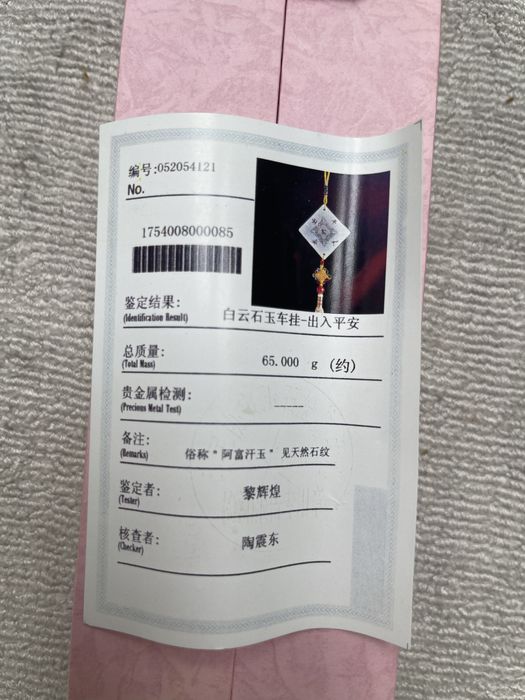 编号:052054121
No.
1754008000085
鉴定结果:
(Identification Result)
白云石玉车挂-出入平安
总质量:
(Total Mass)
65.000 g (约)
贵金属检测:
(Precious Metal Test)
-----
备注:
(Remarks)
俗称"阿富汗玉" 见天然石纹
鉴定者:
(Tester)
黎辉煌
核查者:
(Checker)
陶震东